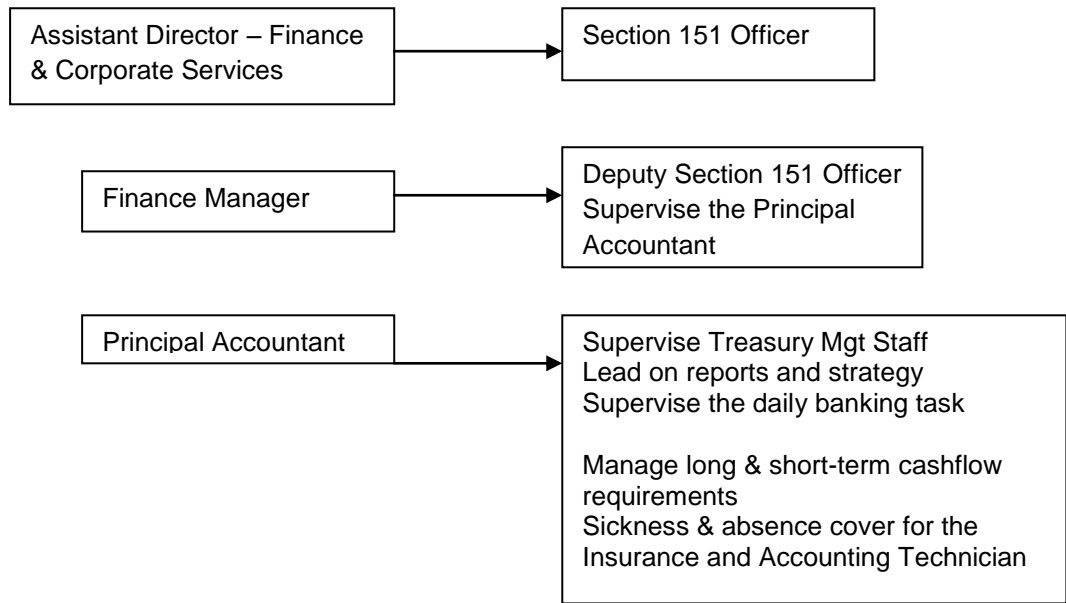 Assistant Director – Finance
& Corporate Services
Section 151 Officer
Finance Manager
Deputy Section 151 Officer
Supervise the Principal
Accountant
Principal Accountant
Supervise Treasury Mgt Staff
Lead on reports and strategy
Supervise the daily banking task
Manage long & short-term cashflow
requirements
Sickness & absence cover for the
Insurance and Accounting Technician